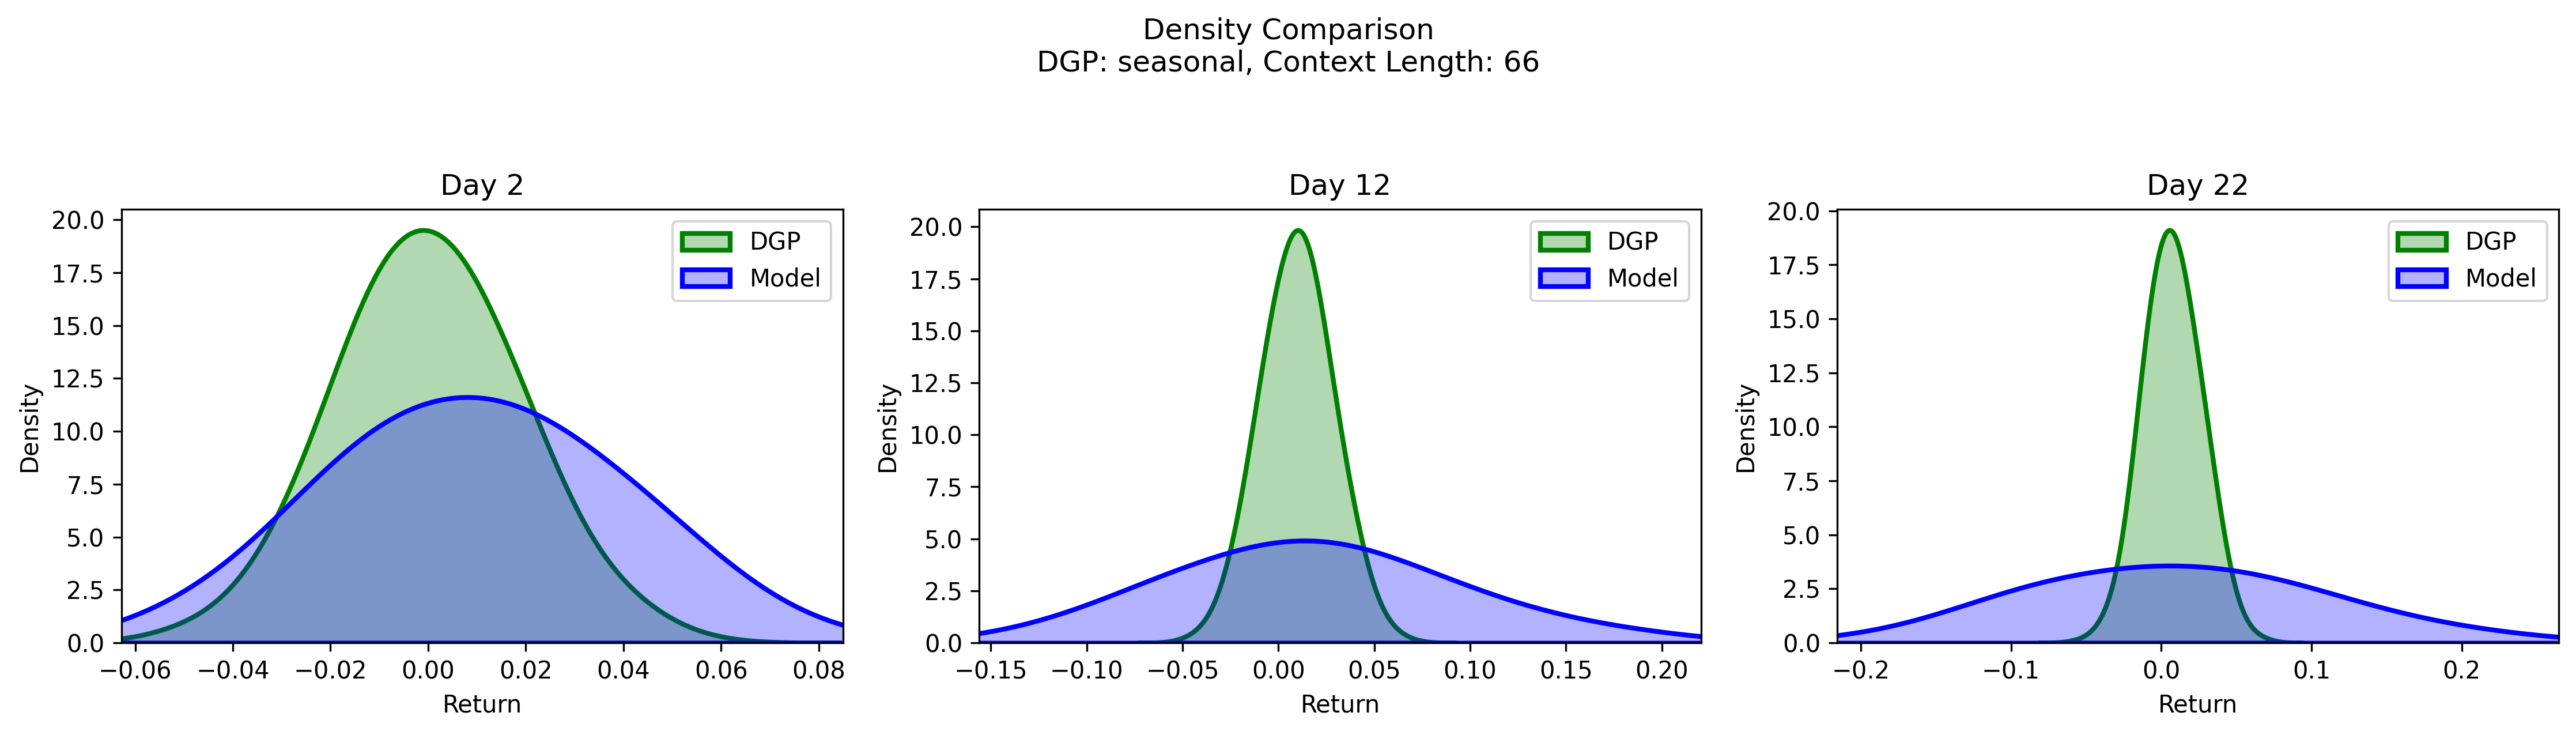 Density Comparison
DGP: seasonal, Context Length: 66
Day 2
Density
20.0
17.5
15.0
12.5
10.0
7.5
5.0
2.5
0.0
−0.06 −0.04 −0.02 0.00 0.02 0.04 0.06 0.08
Return
DGP
Model
Day 12
Density
20.0
17.5
15.0
12.5
10.0
7.5
5.0
2.5
0.0
−0.15 −0.10 −0.05 0.00 0.05 0.10 0.15 0.20
Return
DGP
Model
Day 22
Density
20.0
17.5
15.0
12.5
10.0
7.5
5.0
2.5
0.0
−0.2 −0.1 0.0 0.1 0.2
Return
DGP
Model